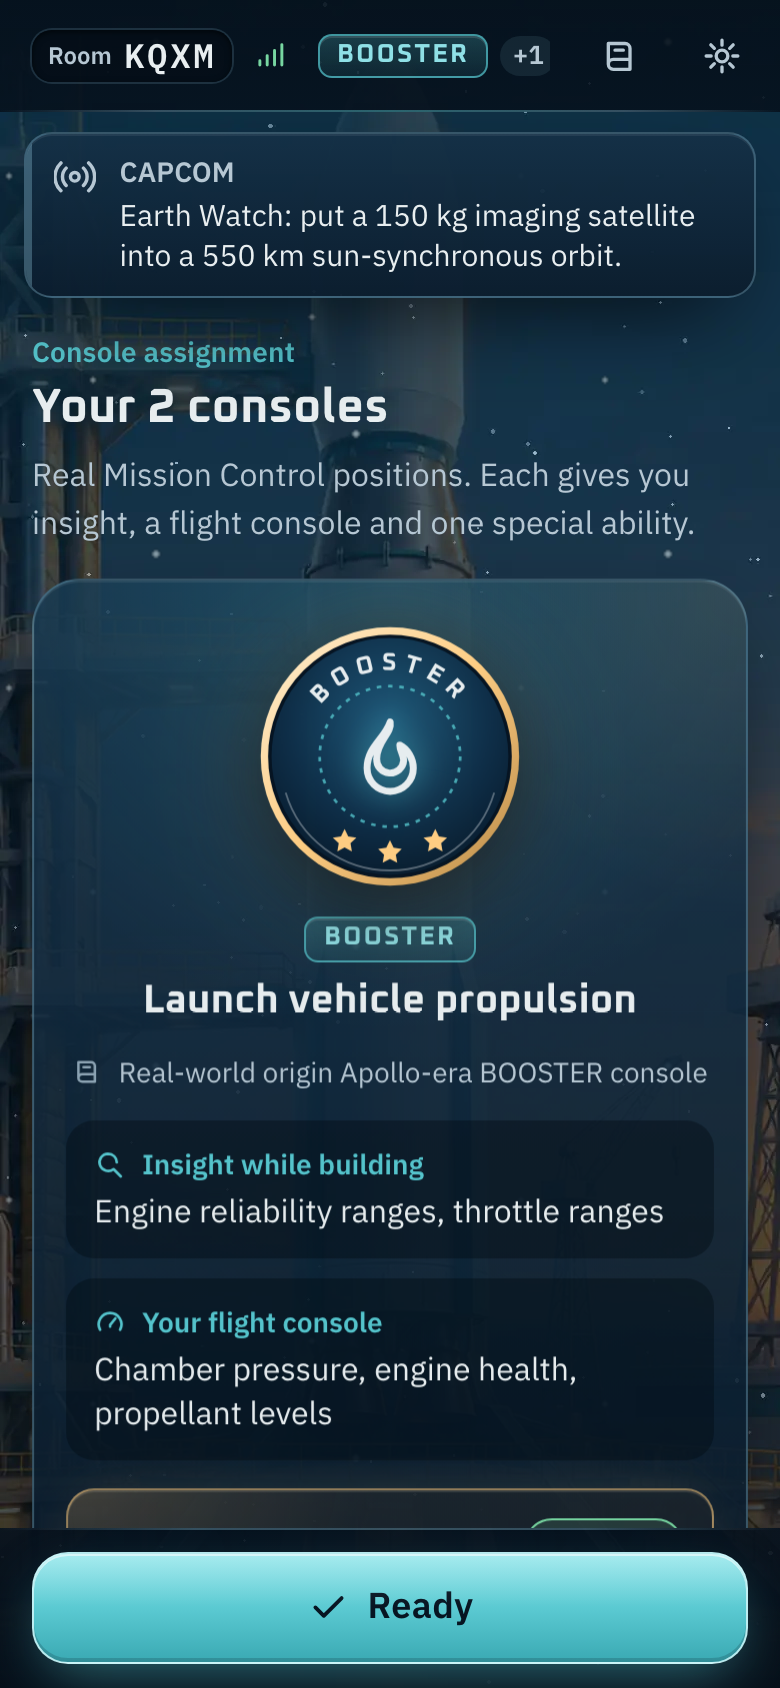 Room KQXM BOOSTER +1
CAPCOM
Earth Watch: put a 150 kg imaging satellite
into a 550 km sun-synchronous orbit.
Console assignment
Your 2 consoles
Real Mission Control positions. Each gives you
insight, a flight console and one special ability.
BOOSTER
BOOSTER
Launch vehicle propulsion
Real-world origin Apollo-era BOOSTER console
Insight while building
Engine reliability ranges, throttle ranges
Your flight console
Chamber pressure, engine health,
propellant levels
Ready